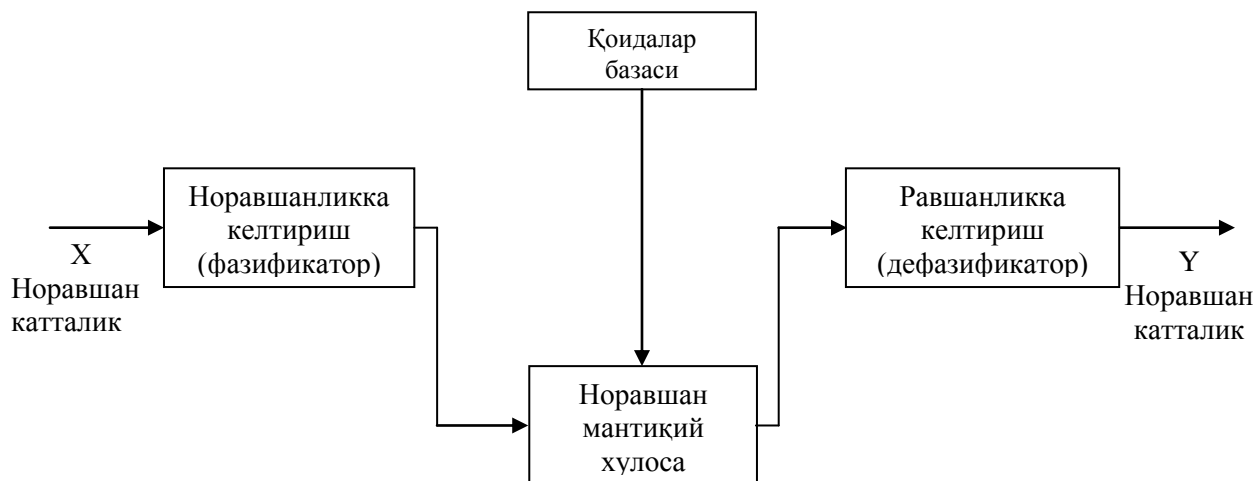 Қоидалар
базаси
Норавшанликка
келтириш
(фазификатор)
Равшанликка
келтириш
(дефазификатор)
X
Норавшан
катталик
Y
Норавшан
катталик
Норавшан
мантиқий
хулоса